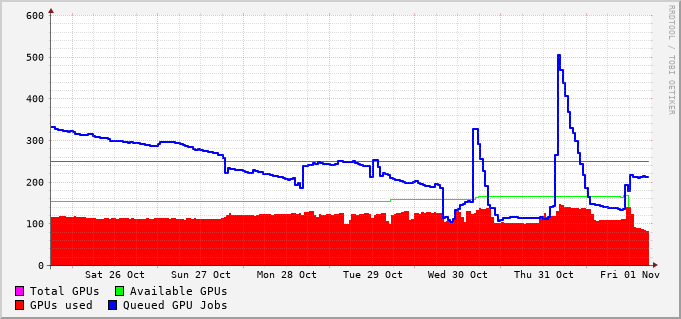 600
500
400
300
200
100
0
Sat 26 Oct Sun 27 Oct Mon 28 Oct Tue 29 Oct Wed 30 Oct Thu 31 Oct Fri 01 Nov
Total GPUs Available GPUs
GPUs used Queued GPU Jobs
RRDTOOL / TOBI OETIKER